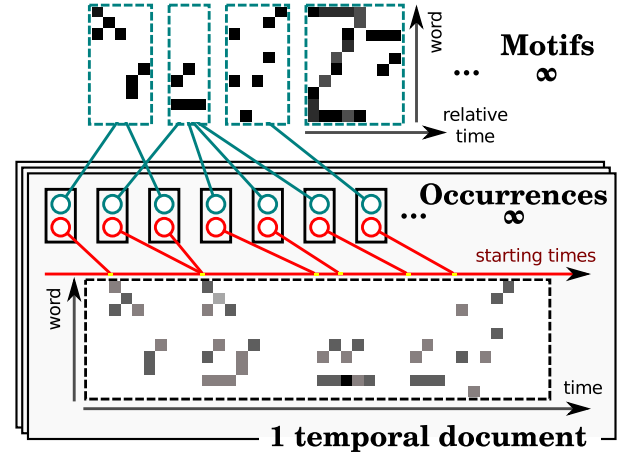 Motifs
... ∞
word
relative
time
Occurrences
... ∞
starting times
word
time
1 temporal document